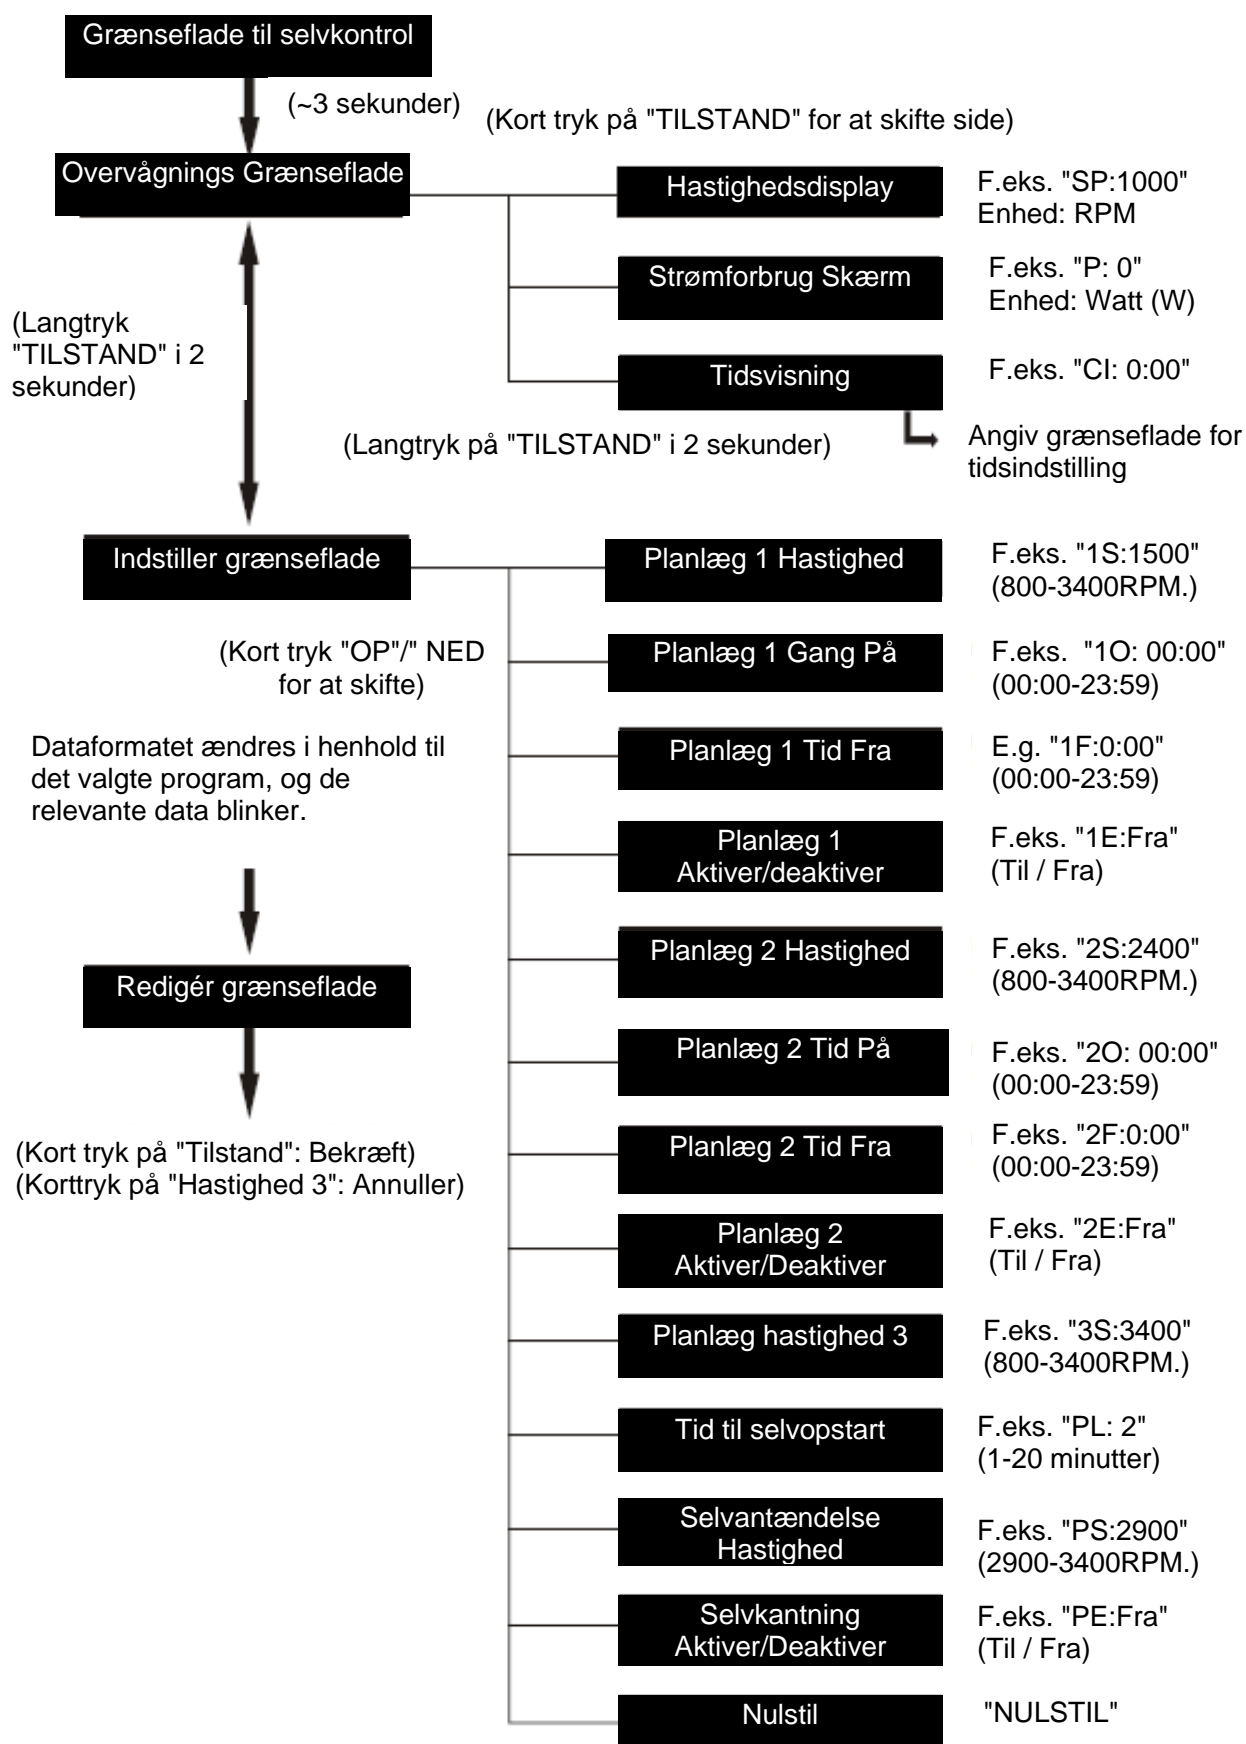 Grænseflade til selvkontrol
(~3 sekunder)
(Kort tryk på "TILSTAND" for at skifte side)
Overvågnings Grænseflade
Hastighedsdisplay
F.eks. "SP:1000"
Enhed: RPM
Strømforbrug Skærm
F.eks. "P: 0"
Enhed: Watt (W)
(Langtryk
"TILSTAND" i 2
sekunder)
Tidsvisning
F.eks. "CI: 0:00"
(Langtryk på "TILSTAND" i 2 sekunder)
Angiv grænseflade for
tidsindstilling
Indstiller grænseflade
Planlæg 1 Hastighed
F.eks. "1S:1500"
(800-3400RPM.)
(Kort tryk "OP"/" NED
for at skifte)
Planlæg 1 Gang På
F.eks.  "1O: 00:00"
(00:00-23:59)
Dataformatet ændres i henhold til
det valgte program, og de
relevante data blinker.
Planlæg 1 Tid Fra
E.g. "1F:0:00"
(00:00-23:59)
Planlæg 1
Aktiver/deaktiver
F.eks. "1E:Fra"
(Til / Fra)
Redigér grænseflade
Planlæg 2 Hastighed
F.eks. "2S:2400"
(800-3400RPM.)
Planlæg 2 Tid På
F.eks. "2O: 00:00"
(00:00-23:59)
(Kort tryk på "Tilstand": Bekræft)
(Korttryk på "Hastighed 3": Annuller)
Planlæg 2 Tid Fra
F.eks. "2F:0:00"
(00:00-23:59)
Planlæg 2
Aktiver/Deaktiver
F.eks. "2E:Fra"
(Til / Fra)
Planlæg hastighed 3
F.eks. "3S:3400"
(800-3400RPM.)
Tid til selvopstart
F.eks. "PL: 2"
(1-20 minutter)
Selvantændelse
Hastighed
F.eks. "PS:2900"
(2900-3400RPM.)
Selvkantning
Aktiver/Deaktiver
F.eks. "PE:Fra"
(Til / Fra)
Nulstil
"NULSTIL"